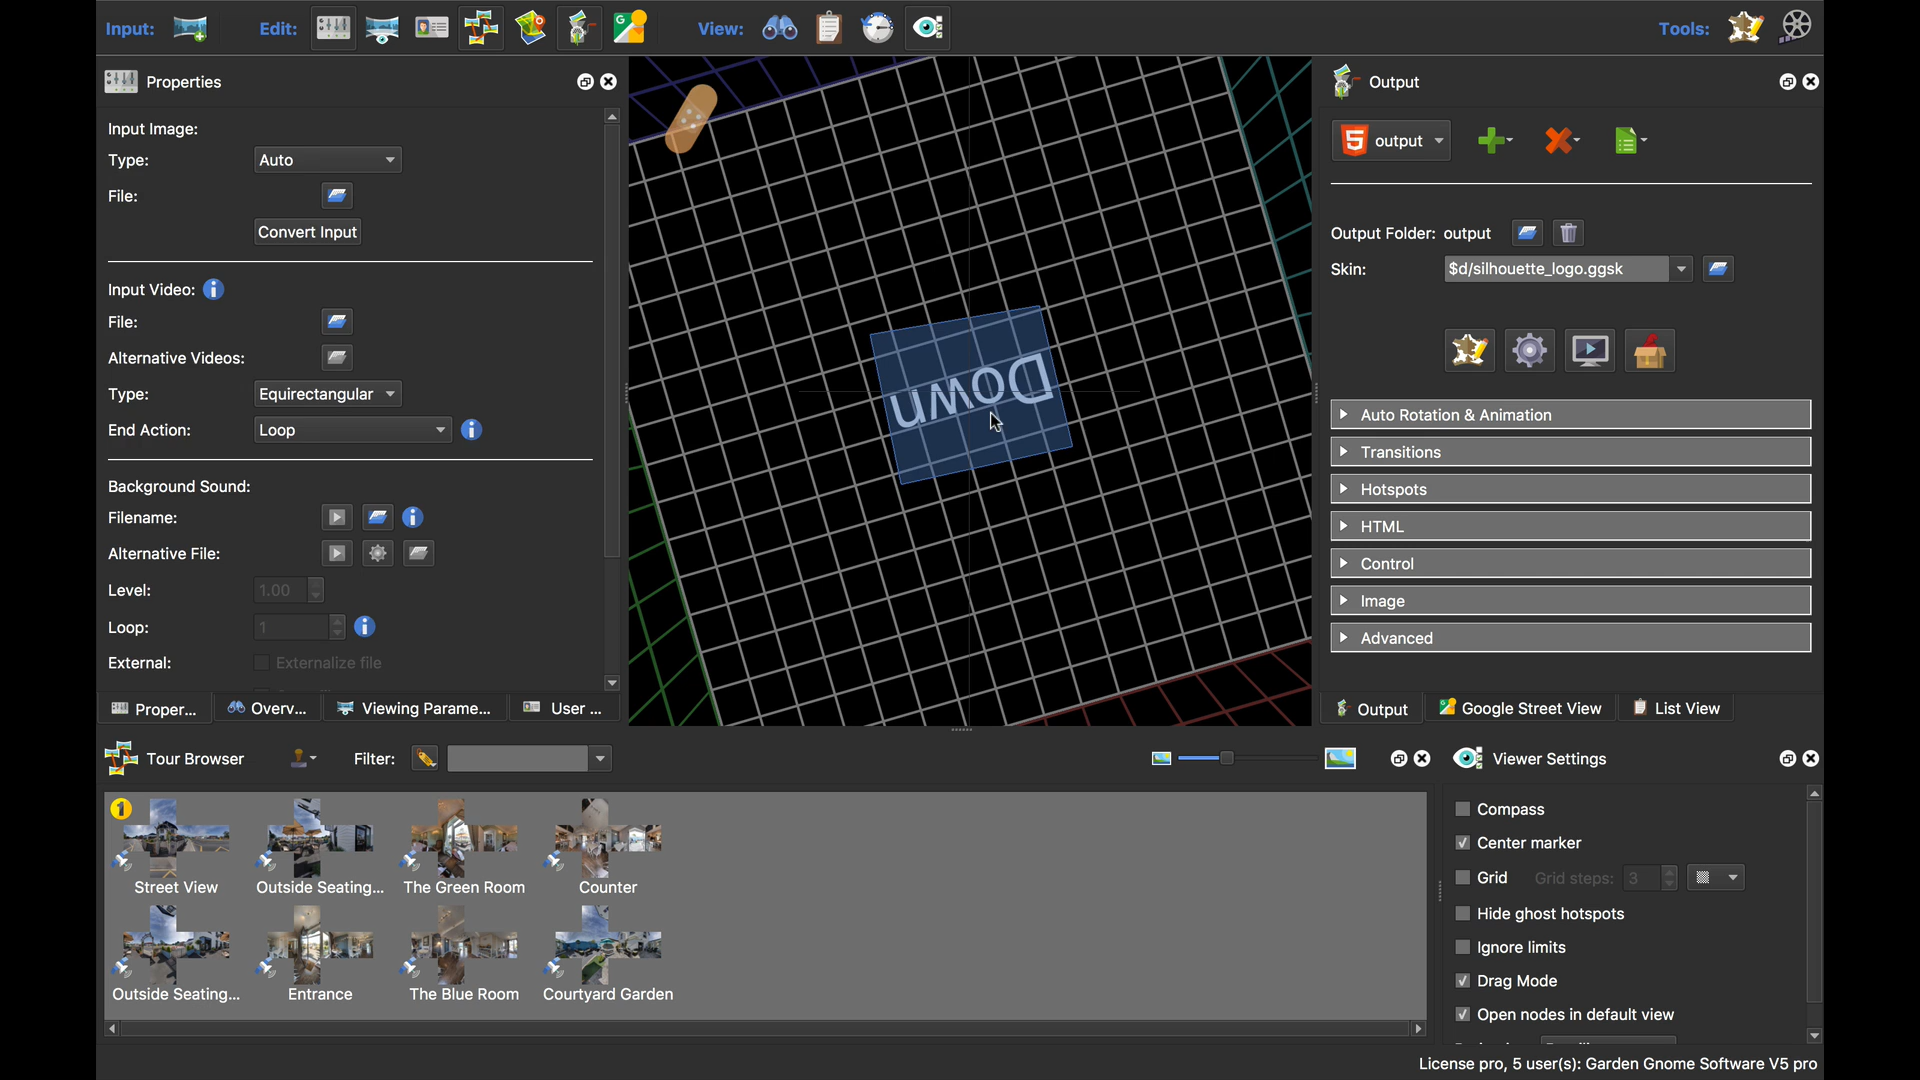 Input:
Edit:
View:
Tools:
Properties
Input Image:
Type: Auto
File:
Convert Input
Input Video:
File:
Alternative Videos:
Type: Equirectangular
End Action: Loop
Background Sound:
Filename:
Alternative File:
Level: 1.00
Loop: 1
External: Externalize file
Proper...
Overv...
Viewing Parame...
User ...
Down
Output
output
Output Folder: output
Skin: $d/silhouette_logo.ggsk
Auto Rotation & Animation
Transitions
Hotspots
HTML
Control
Image
Advanced
Output
Google Street View
List View
Tour Browser
Filter:
1
Street View
Outside Seating...
The Green Room
Counter
Outside Seating...
Entrance
The Blue Room
Courtyard Garden
Viewer Settings
Compass
Center marker
Grid Grid steps: 3
Hide ghost hotspots
Ignore limits
Drag Mode
Open nodes in default view
License pro, 5 user(s): Garden Gnome Software V5 pro